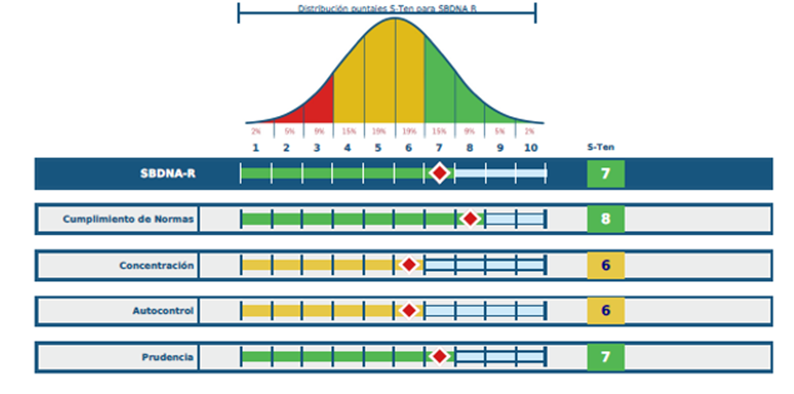 Distribución puntajes S-Ten para SBDNA R
2% 5% 9% 15% 19% 19% 15% 9% 5% 2%
1 2 3 4 5 6 7 8 9 10 S-Ten
SBDNA-R 7
Cumplimiento de Normas 8
Concentración 6
Autocontrol 6
Prudencia 7